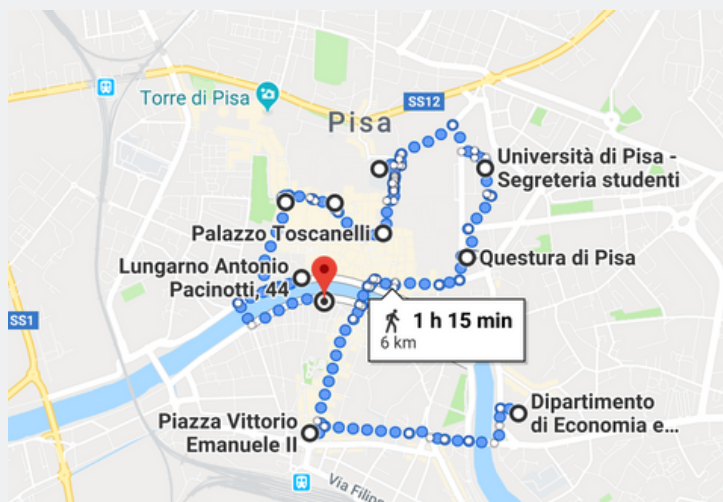 SS12
Torre di Pisa
Pisa
Università di Pisa -
Segreteria studenti
Palazzo Toscanelli
Questura di Pisa
Lungarno Antonio
Pacinotti, 44
SS1
1 h 15 min
6 km
Dipartimento
di Economia e...
Piazza Vittorio
Emanuele II
Via Filipp